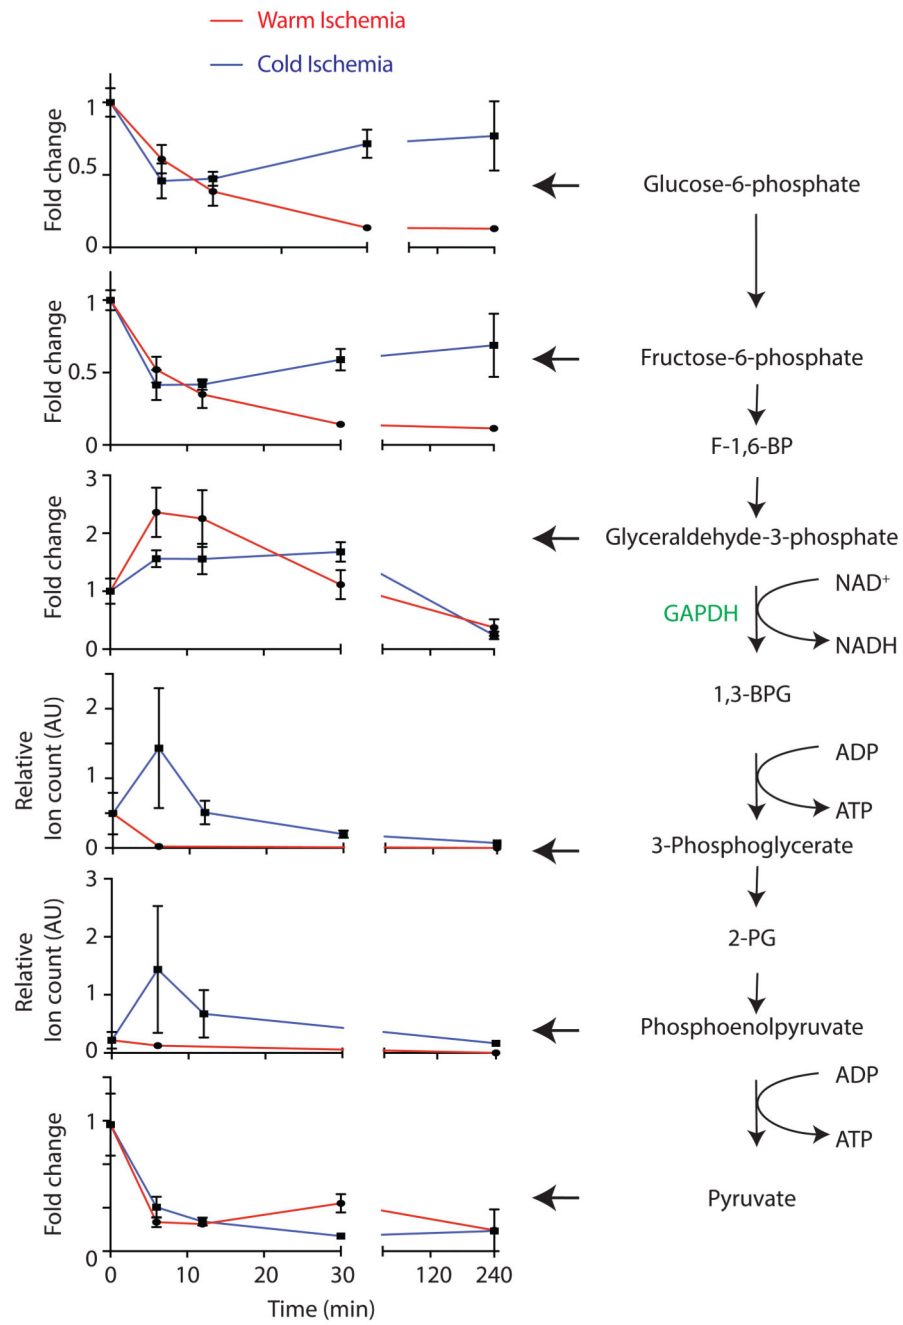 Warm Ischemia
Cold Ischemia
Fold change
1
0.5
0
Glucose-6-phosphate
Fold change
1
0.5
0
Fructose-6-phosphate
F-1,6-BP
Fold change
3
2
1
0
Glyceraldehyde-3-phosphate
NAD+
GAPDH
NADH
1,3-BPG
Relative
Ion count (AU)
2
1
0
ADP
ATP
3-Phosphoglycerate
Relative
Ion count (AU)
3
2
1
0
2-PG
Phosphoenolpyruvate
ADP
ATP
Fold change
1
0
Pyruvate
0 10 20 30 120 240
Time (min)